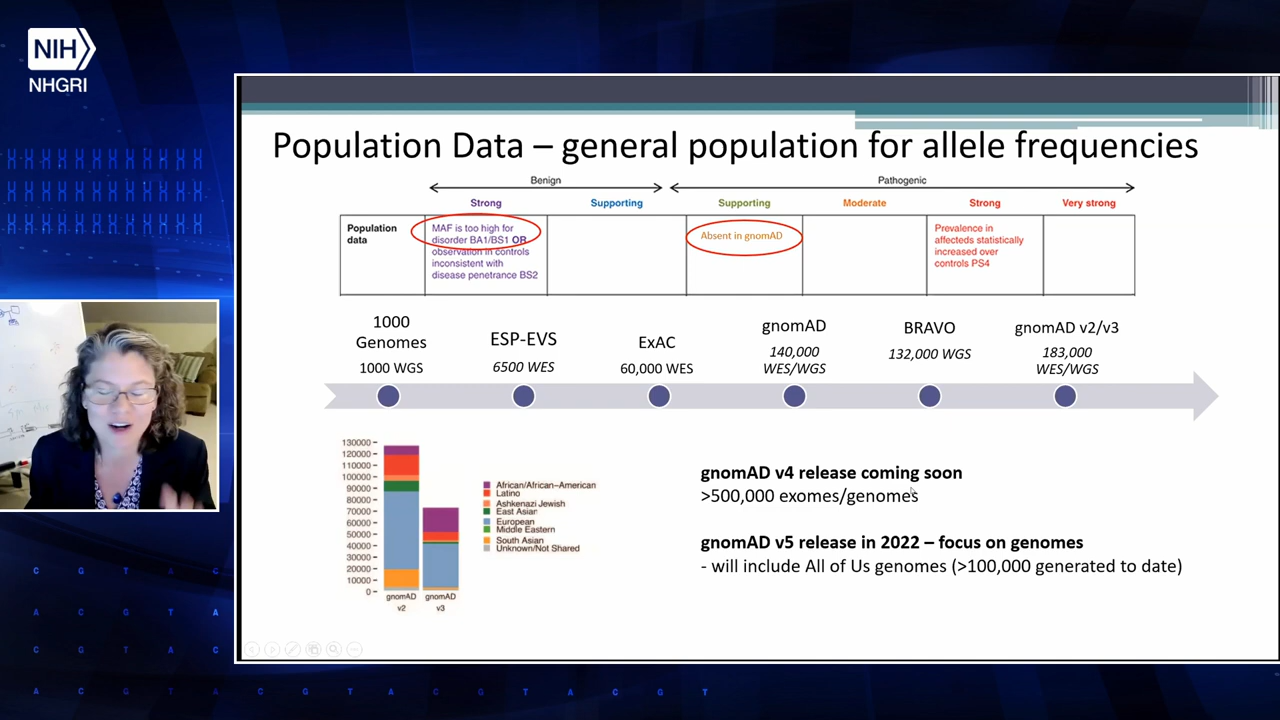 NIH
NHGRI
Population Data – general population for allele frequencies
Benign
Pathogenic
Strong
Supporting
Supporting
Moderate
Strong
Very strong
Population
data
MAF is too high for
disorder BA1/BS1 OR
observation in controls
inconsistent with
disease penetrance BS2
Absent in gnomAD
Prevalence in
affecteds statistically
increased over
controls PS4
1000
Genomes
1000 WGS
ESP-EVS
6500 WES
ExAC
60,000 WES
gnomAD
140,000
WES/WGS
BRAVO
132,000 WGS
gnomAD v2/v3
183,000
WES/WGS
130000
120000
110000
100000
90000
80000
70000
60000
50000
40000
30000
20000
10000
0
gnomAD
v2
gnomAD
v3
African/African-American
Latino
Ashkenazi Jewish
East Asian
European
Middle Eastern
South Asian
Unknown/Not Shared
gnomAD v4 release coming soon
>500,000 exomes/genomes
gnomAD v5 release in 2022 – focus on genomes
- will include All of Us genomes (>100,000 generated to date)
C G T A C
A C G T A
C G T A C
A C G T A C G T A C G T A C G T